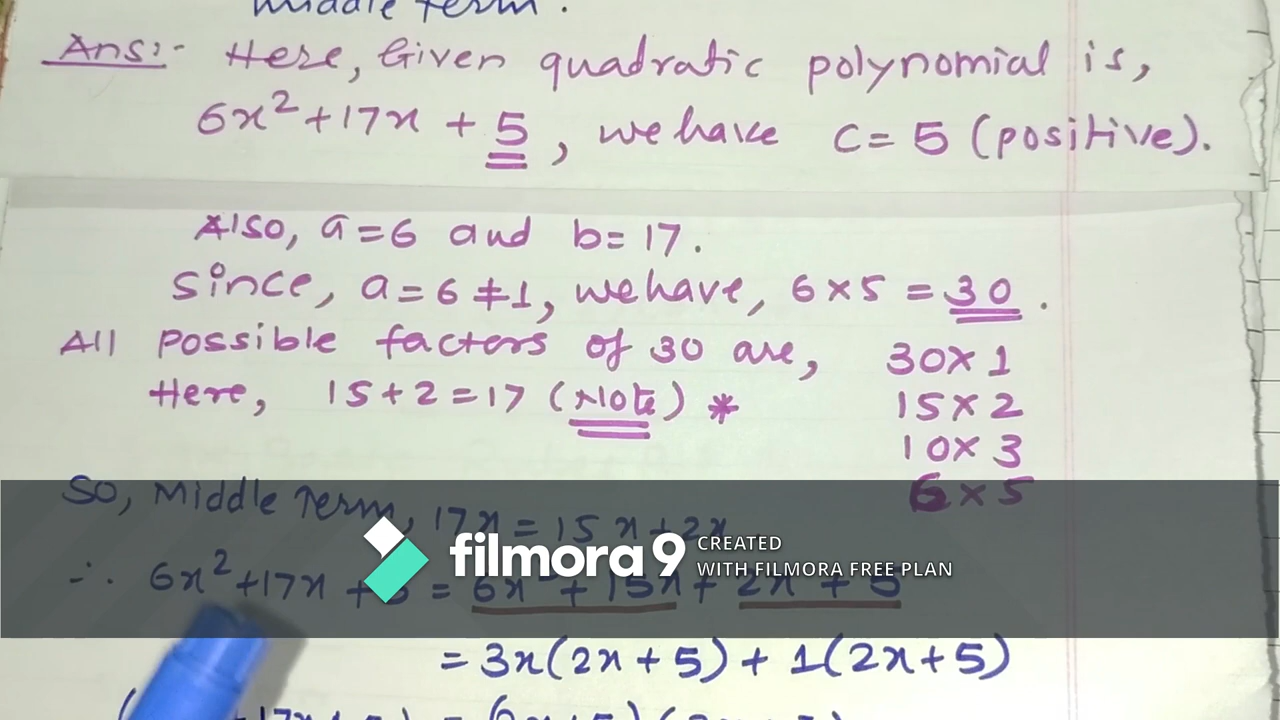 middle term.
Ans:- Here, Given quadratic polynomial is,
6x²+17x + 5, we have c = 5 (positive).
Also, a = 6 and b = 17.
Since, a = 6 ≠ 1, we have, 6 × 5 = 30.
All possible factors of 30 are, 30 × 1
Here, 15 + 2 = 17 (Note) * 15 × 2
10 × 3
6 × 5
So, Middle Term, 17x = 15x + 2x
filmora9 CREATED
WITH FILMORA FREE PLAN
∴ 6x² + 17x + 5 = 6x² + 15x + 2x + 5
= 3x(2x + 5) + 1(2x + 5)